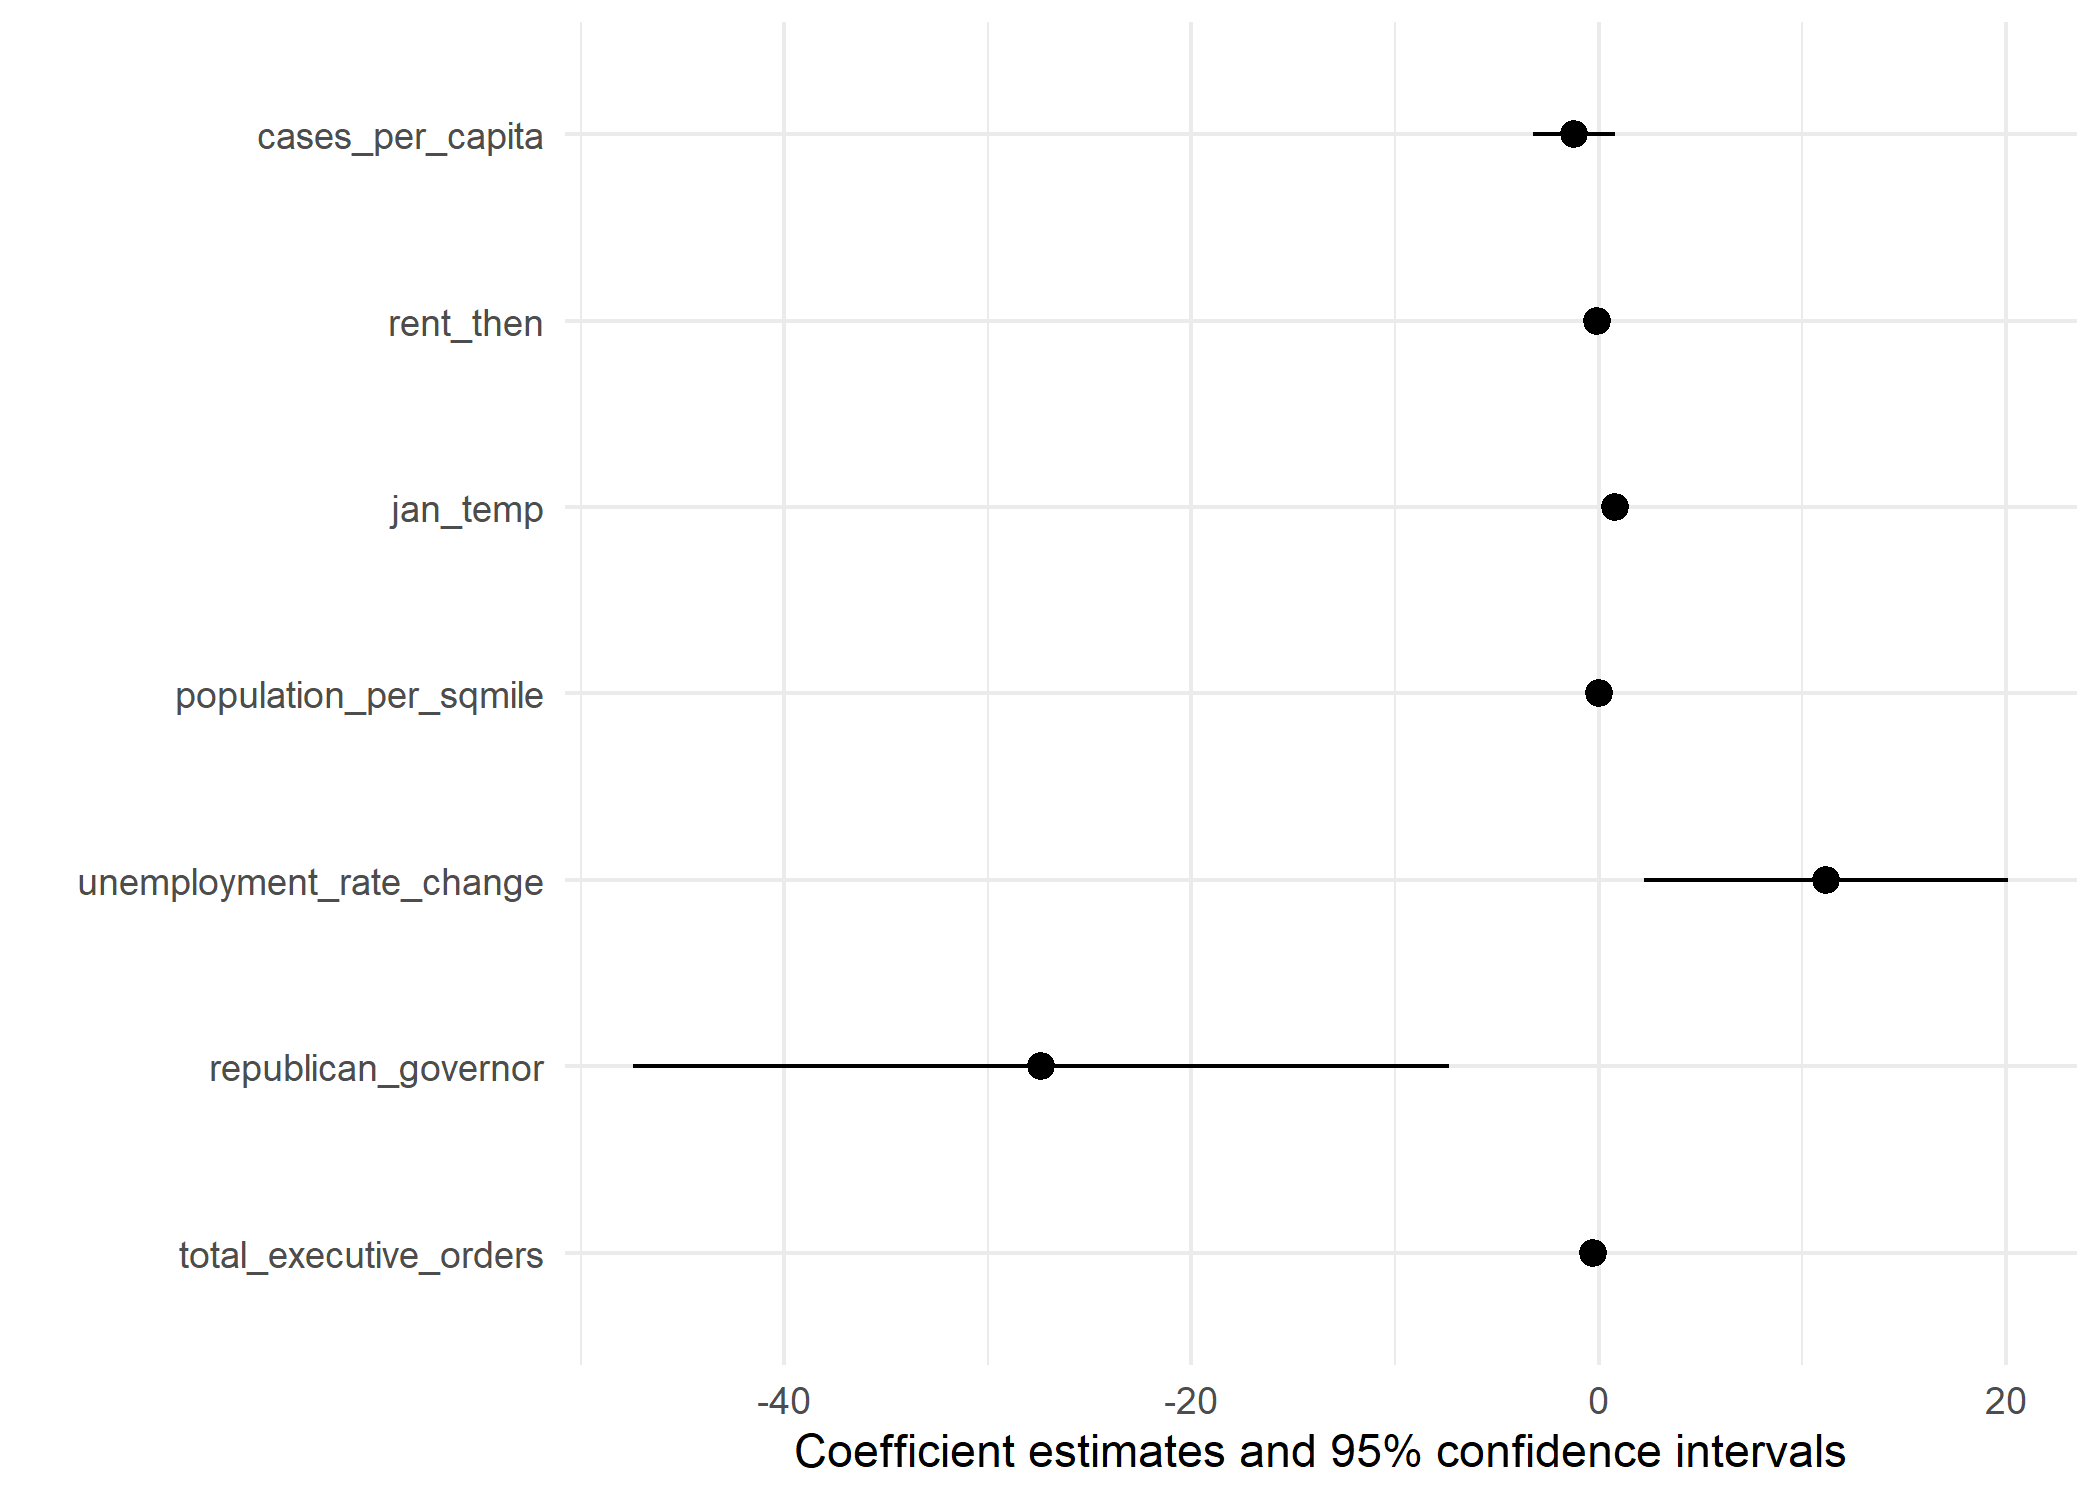 cases_per_capita
rent_then
jan_temp
population_per_sqmile
unemployment_rate_change
republican_governor
total_executive_orders
-40 -20 0 20
Coefficient estimates and 95% confidence intervals